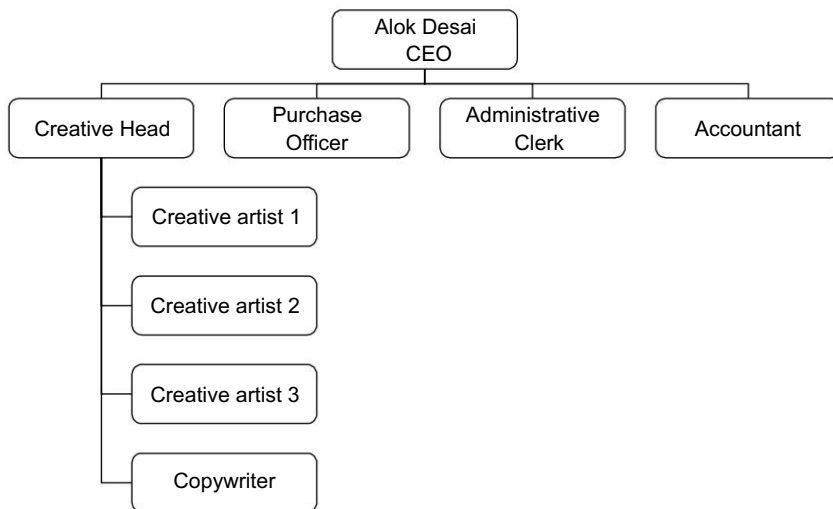 Alok Desai
CEO
Creative Head
Purchase
Officer
Administrative
Clerk
Accountant
Creative artist 1
Creative artist 2
Creative artist 3
Copywriter